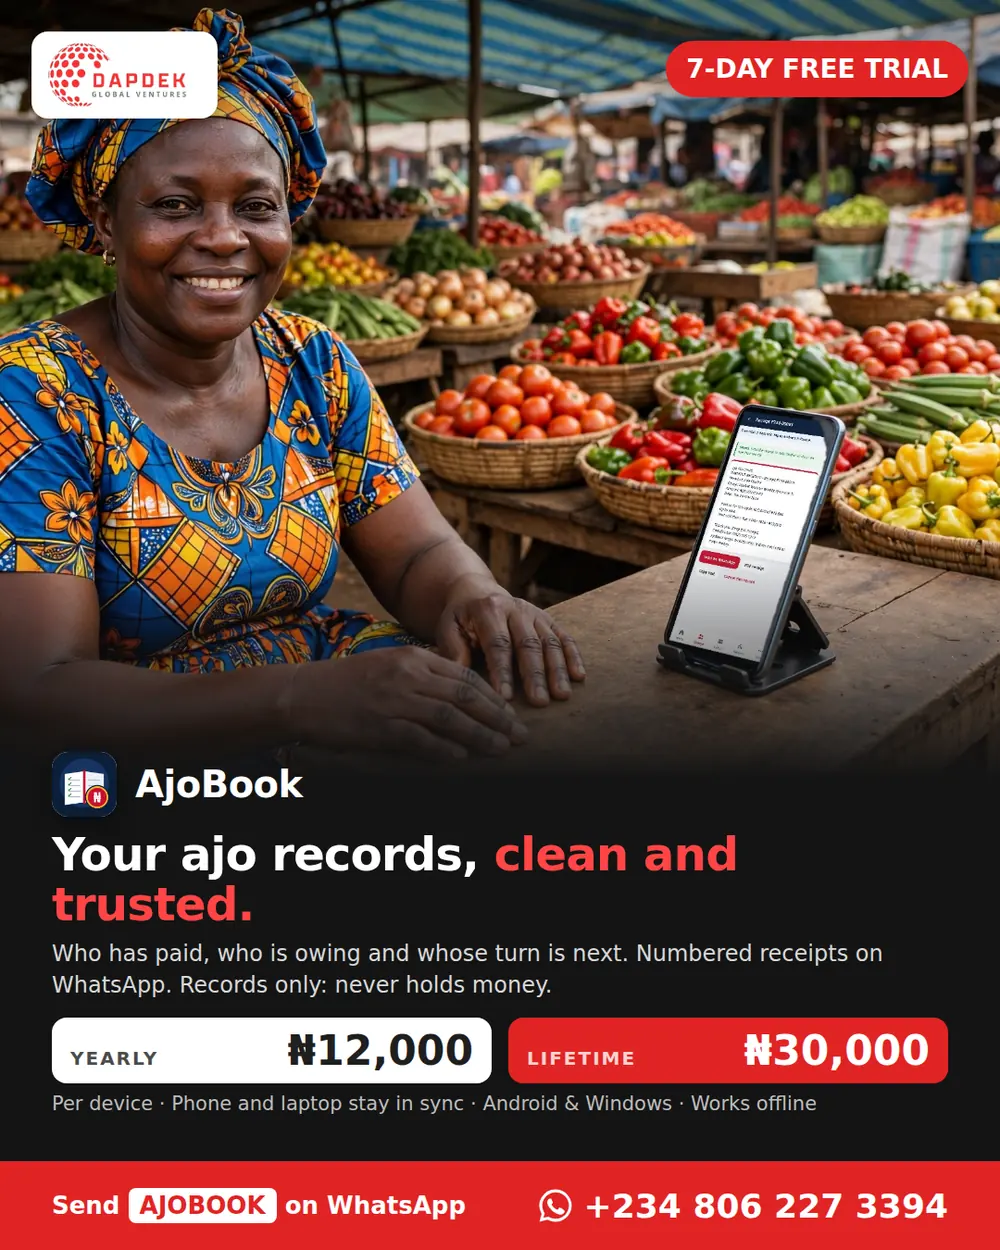 DAPDEK
GLOBAL VENTURES
7-DAY FREE TRIAL
AjoBook
Your ajo records, clean and
trusted.
Who has paid, who is owing and whose turn is next. Numbered receipts on
WhatsApp. Records only: never holds money.
YEARLY ₦12,000
LIFETIME ₦30,000
Per device · Phone and laptop stay in sync · Android & Windows · Works offline
Send AJOBOOK on WhatsApp
+234 806 227 3394